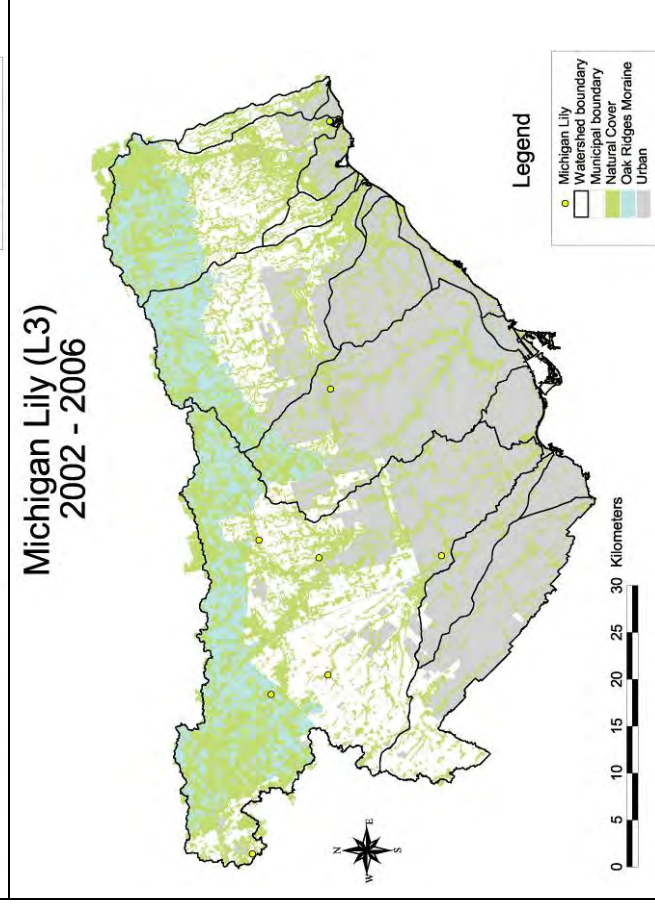 Michigan Lily (L3)
2002 - 2006
N
W
E
S
0 5 10 15 20 25 30 Kilometers
Legend
Michigan Lily
Watershed boundary
Municipal boundary
Natural Cover
Oak Ridges Moraine
Urban